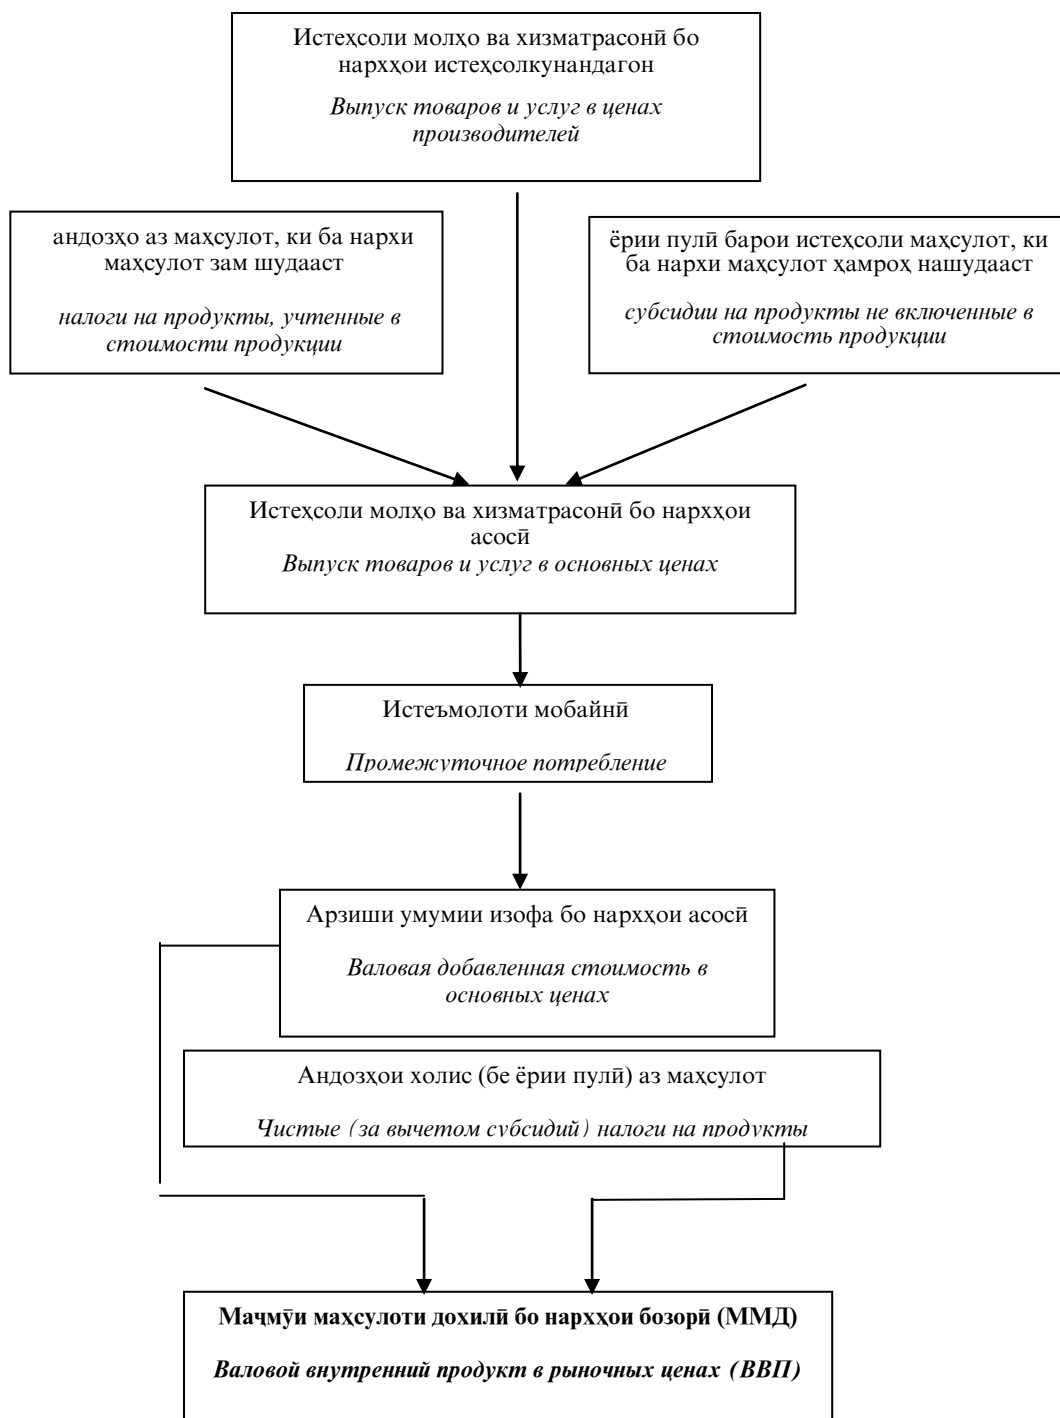 Истеҳсоли молҳо ва хизматрасонӣ бо
нархҳои истеҳсолкунандагон
Выпуск товаров и услуг в ценах
производителей
андозҳо аз маҳсулот, ки ба нархи
маҳсулот зам шудааст
налоги на продукты, учтенные в
стоимости продукции
ёрии пулӣ барои истеҳсоли маҳсулот, ки
ба нархи маҳсулот ҳамроҳ нашудааст
субсидии на продукты не включенные в
стоимость продукции
Истеҳсоли молҳо ва хизматрасонӣ бо нархҳои
асосӣ
Выпуск товаров и услуг в основных ценах
Истеъмолоти мобайнӣ
Промежуточное потребление
Арзиши умумии изофа бо нархҳои асосӣ
Валовая добавленная стоимость в
основных ценах
Андозҳои холис (бе ёрии пулӣ) аз маҳсулот
Чистые (за вычетом субсидий) налоги на продукты
Маҷмӯи маҳсулоти дохилӣ бо нархҳои бозорӣ (ММД)
Валовой внутренний продукт в рыночных ценах (ВВП)